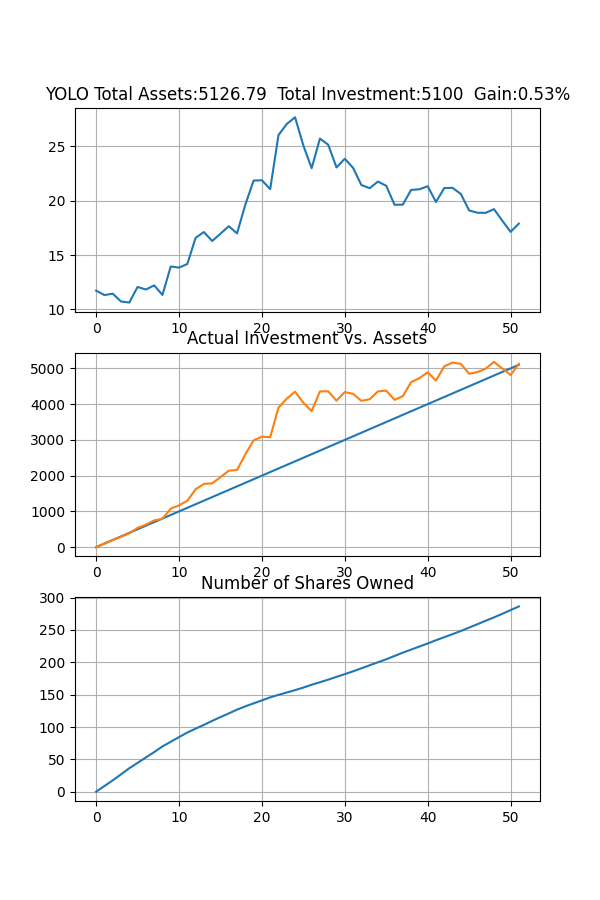 YOLO Total Assets:5126.79  Total Investment:5100  Gain:0.53%
25
20
15
10
0 10 20 30 40 50
Actual Investment vs. Assets
5000
4000
3000
2000
1000
0
0 10 20 30 40 50
Number of Shares Owned
300
250
200
150
100
50
0
0 10 20 30 40 50